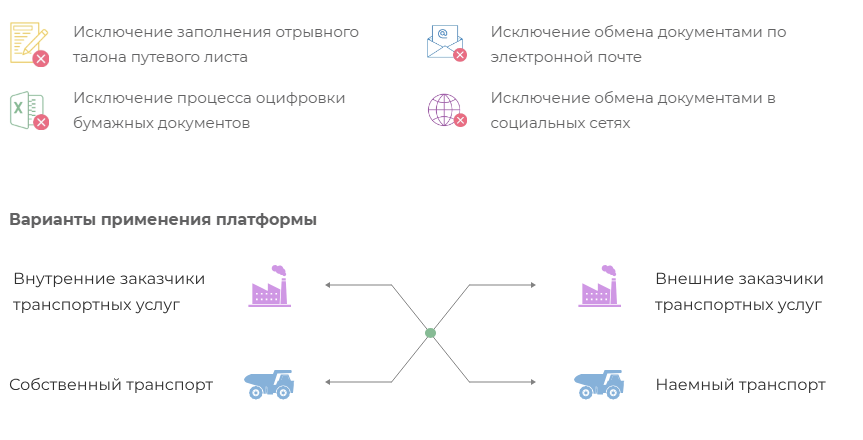 Исключение заполнения отрывного
талона путевого листа
Исключение обмена документами по
электронной почте
Исключение процесса оцифровки
бумажных документов
Исключение обмена документами в
социальных сетях
Варианты применения платформы
Внутренние заказчики
транспортных услуг
Внешние заказчики
транспортных услуг
Собственный транспорт
Наемный транспорт